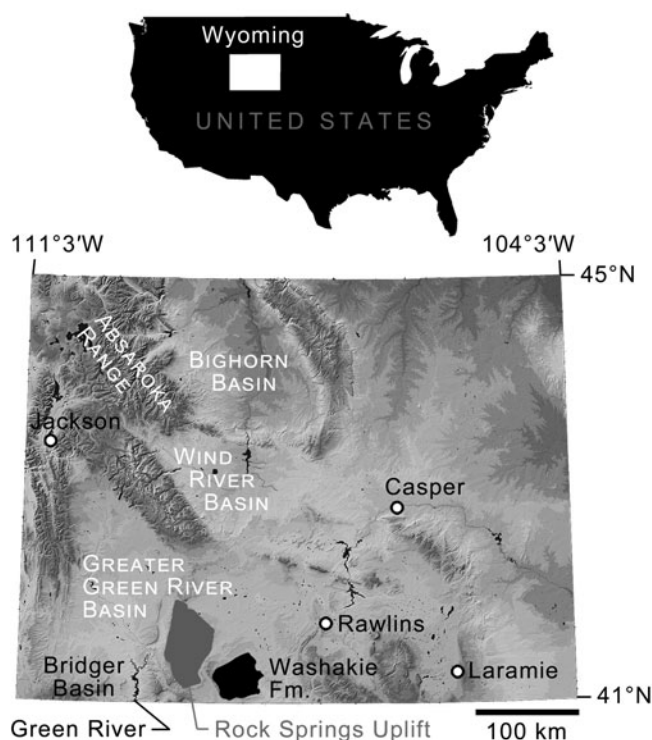 Wyoming
UNITED STATES
111°3'W
104°3'W
45°N
ABSAROKA
RANGE
BIGHORN
BASIN
Jackson
WIND
RIVER
BASIN
Casper
GREATER
GREEN RIVER
BASIN
Rawlins
Bridger
Basin
Washakie
Fm.
Laramie
41°N
Green River
Rock Springs Uplift
100 km